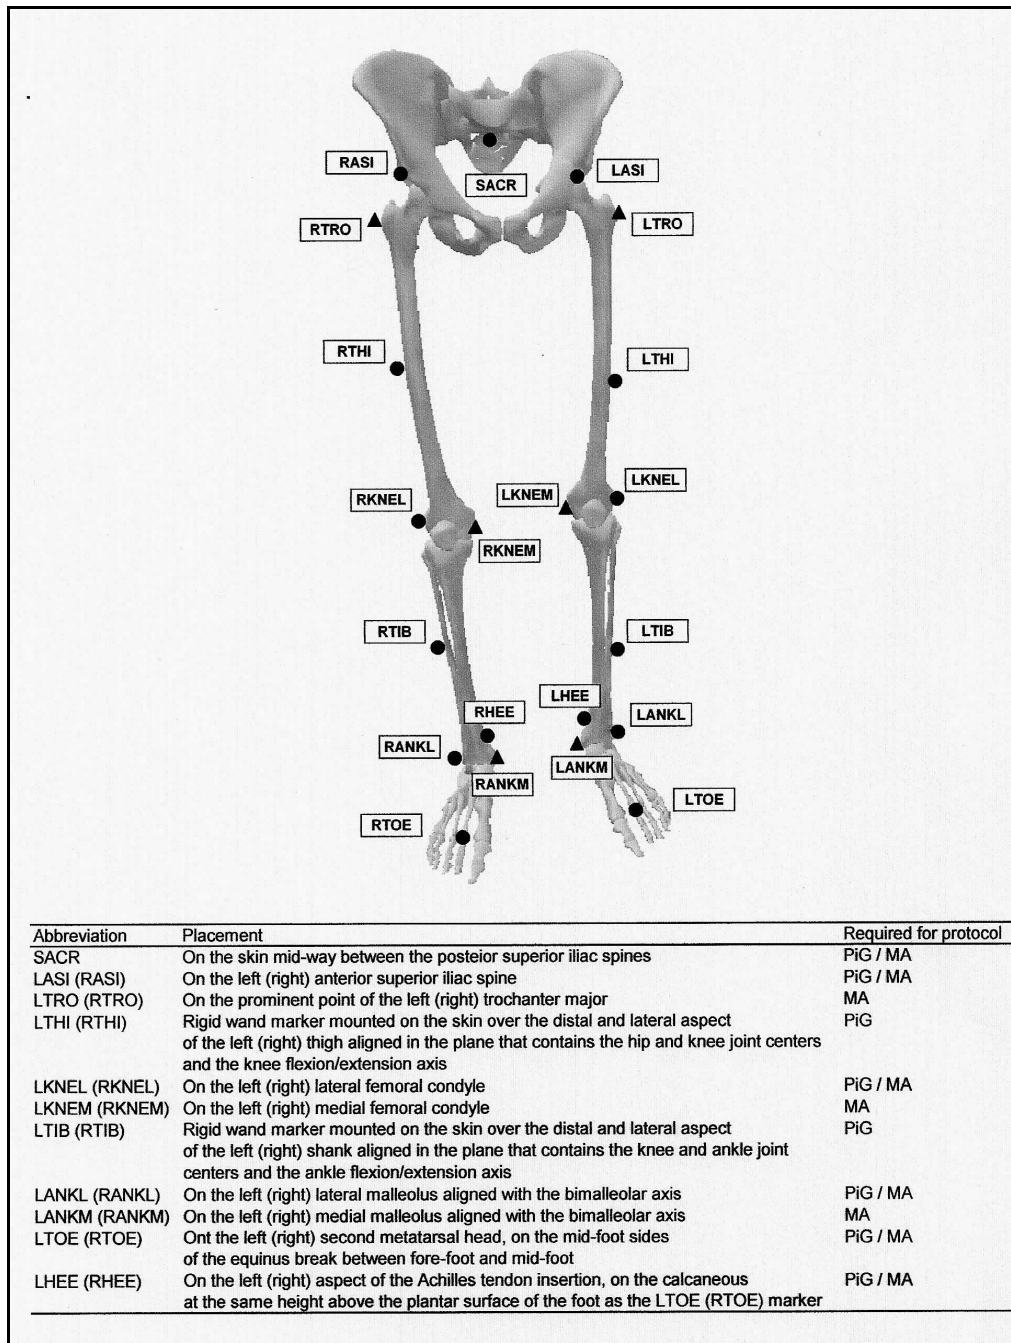 RASI
LASI
SACR
RTRO
LTRO
RTHI
LTHI
RKNEL
LKNEM
LKNEL
RKNEM
RTIB
LTIB
LHEE
RHEE
LANKL
RANKL
LANKM
RANKM
LTOE
RTOE
Abbreviation Placement Required for protocol
SACR On the skin mid-way between the posteior superior iliac spines PiG / MA
LASI (RASI) On the left (right) anterior superior iliac spine PiG / MA
LTRO (RTRO) On the prominent point of the left (right) trochanter major MA
LTHI (RTHI) Rigid wand marker mounted on the skin over the distal and lateral aspect PiG
of the left (right) thigh aligned in the plane that contains the hip and knee joint centers
and the knee flexion/extension axis
LKNEL (RKNEL) On the left (right) lateral femoral condyle PiG / MA
LKNEM (RKNEM) On the left (right) medial femoral condyle MA
LTIB (RTIB) Rigid wand marker mounted on the skin over the distal and lateral aspect PiG
of the left (right) shank aligned in the plane that contains the knee and ankle joint
centers and the ankle flexion/extension axis
LANKL (RANKL) On the left (right) lateral malleolus aligned with the bimalleolar axis PiG / MA
LANKM (RANKM) On the left (right) medial malleolus aligned with the bimalleolar axis MA
LTOE (RTOE) Ont the left (right) second metatarsal head, on the mid-foot sides PiG / MA
of the equinus break between fore-foot and mid-foot
LHEE (RHEE) On the left (right) aspect of the Achilles tendon insertion, on the calcaneous PiG / MA
at the same height above the plantar surface of the foot as the LTOE (RTOE) marker